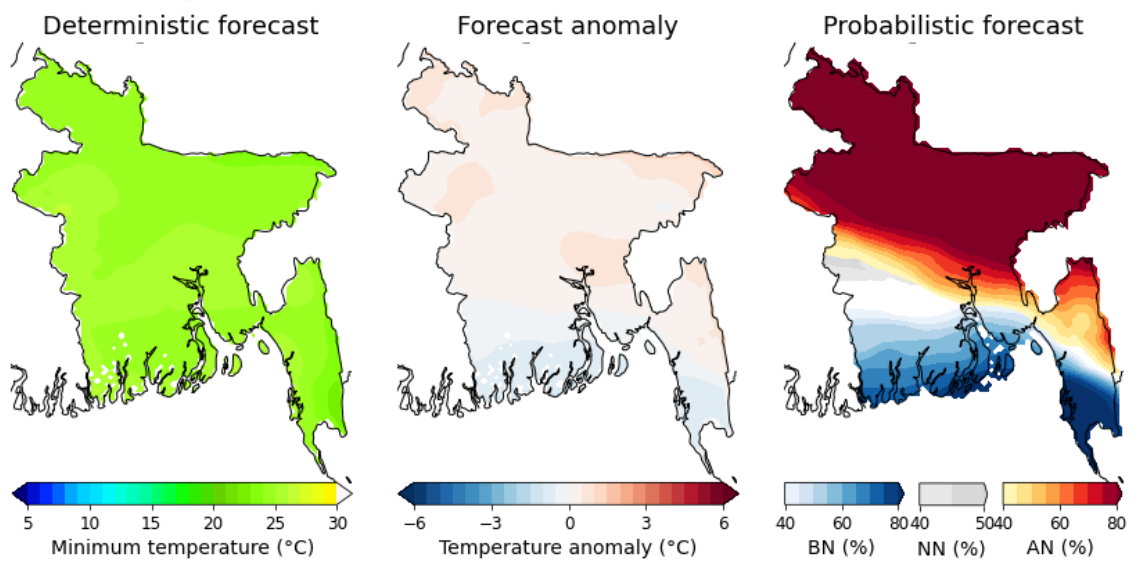 Deterministic forecast
Forecast anomaly
Probabilistic forecast
5 10 15 20 25 30
Minimum temperature (°C)
−6 −3 0 3 6
Temperature anomaly (°C)
40 60 80
BN (%)
40 50
NN (%)
40 60 80
AN (%)